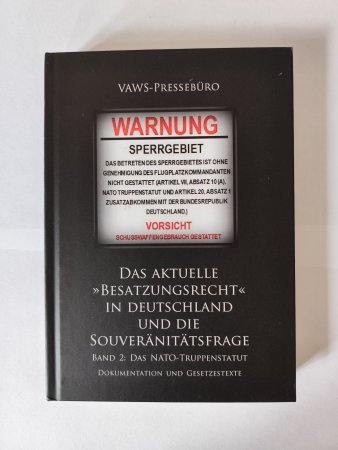 VAWS-PRESSEBÜRO
WARNUNG
SPERRGEBIET
DAS BETRETEN DES SPERRGEBIETES IST OHNE
GENEHMIGUNG DES FLUGPLATZKOMMANDANTEN
NICHT GESTATTET (ARTIKEL VII, ABSATZ 10 (A),
NATO TRUPPENSTATUT UND ARTIKEL 20, ABSATZ 1
ZUSATZABKOMMEN MIT DER BUNDESREPUBLIK
DEUTSCHLAND.)
VORSICHT
SCHUSSWAFFENGEBRAUCH GESTATTET
DAS AKTUELLE
»BESATZUNGSRECHT«
IN DEUTSCHLAND
UND DIE
SOUVERÄNITÄTSFRAGE
BAND 2: DAS NATO-TRUPPENSTATUT
DOKUMENTATION UND GESETZESTEXTE